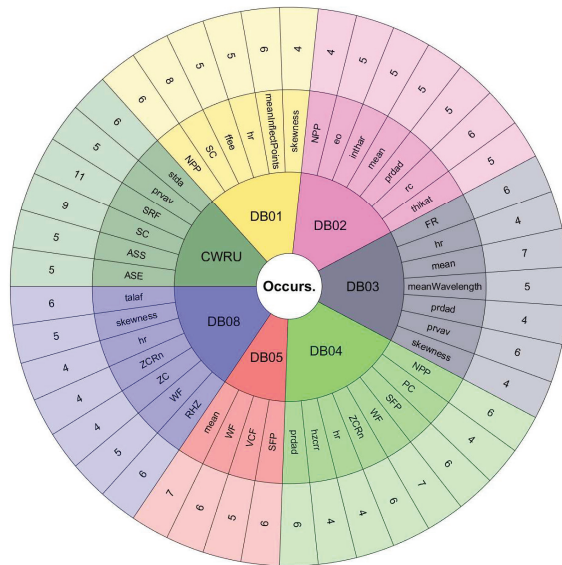 Occurs.
DB01
NPP
6
SC
8
ffee
5
hr
5
meanInflectPoints
6
skewness
4
DB02
NPP
4
eo
5
inthar
5
mean
5
prdad
5
rc
6
thikat
5
DB03
FR
6
hr
4
mean
7
meanWavelength
5
prdad
4
prvav
6
skewness
4
DB04
NPP
6
PC
4
SFP
6
WF
7
ZCRn
6
hr
4
hzcrr
4
prdad
6
DB05
SFP
6
VCF
5
WF
6
mean
7
DB08
RHZ
6
WF
5
ZC
4
ZCRn
4
hr
4
skewness
5
talaf
6
CWRU
ASE
5
ASS
5
SC
9
SRF
11
prvav
5
stda
6